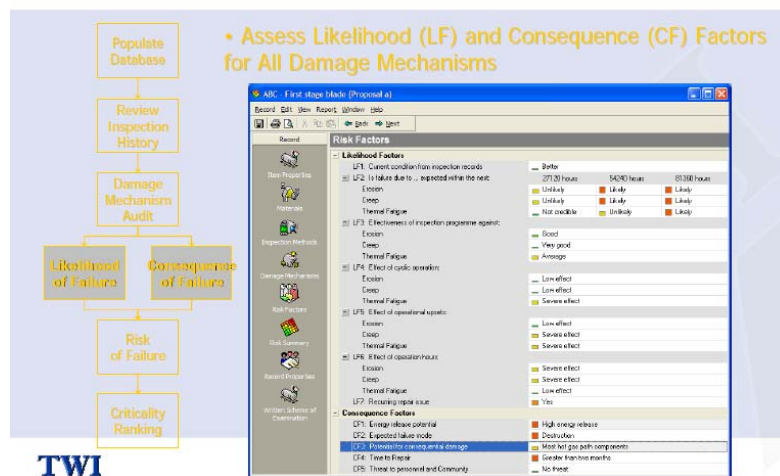 • Assess Likelihood (LF) and Consequence (CF) Factors
for All Damage Mechanisms
Populate
Database
Review
Inspection
History
Damage
Mechanism
Audit
Likelihood
of Failure
Consequence
of Failure
Risk
of Failure
Criticality
Ranking
TWI
ABC - First stage blade (Proposal a)
Record Edit View Report Window Help
Back Next
Record
Risk Factors
Item Properties
Materials
Inspection Methods
Damage Mechanisms
Risk Factors
Risk Summary
Record Properties
Written Scheme of
Examination
Likelihood Factors
LF1: Current condition from inspection records Better
LF2: Is failure due to ... expected within the next: 27120 hours 54240 hours 81360 hours
Erosion Unlikely Likely Likely
Creep Unlikely Likely Likely
Thermal Fatigue Not credible Unlikely Likely
LF3: Effectiveness of inspection programme against:
Erosion Good
Creep Very good
Thermal Fatigue Average
LF4: Effect of cyclic operation:
Erosion Low effect
Creep Low effect
Thermal Fatigue Severe effect
LF5: Effect of operational upsets:
Erosion Low effect
Creep Severe effect
Thermal Fatigue Severe effect
LF6: Effect of operation hours
Erosion Severe effect
Creep Severe effect
Thermal Fatigue Low effect
LF7: Recurring repair issue Yes
Consequence Factors
CF1: Energy release potential High energy release
CF2: Expected failure mode Destruction
CF3: Potential for consequential damage Most hot gas path components
CF4: Time to Repair Greater than two months
CF5: Threat to personnel and Community No threat